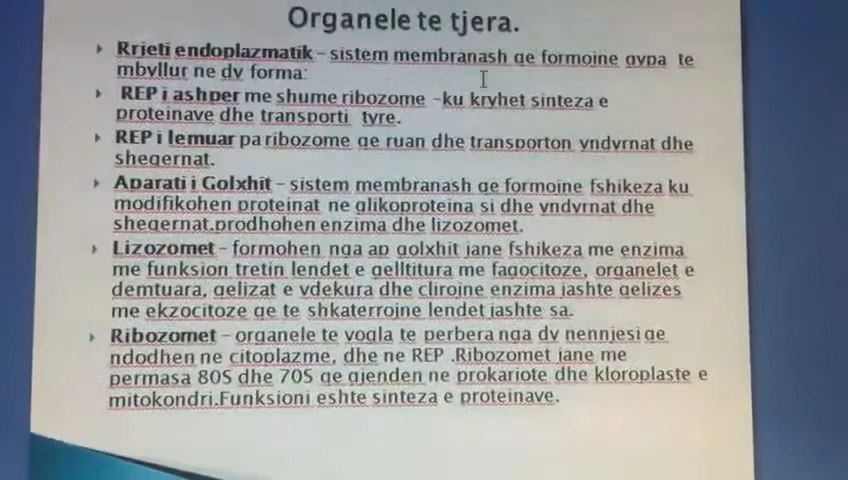 Organele te tjera.
Rrjeti endoplazmatik – sistem membranash qe formojne gypa te
mbyllur ne dy forma:
REP i ashper me shume ribozome –ku kryhet sinteza e
proteinave dhe transporti tyre.
REP i lemuar pa ribozome qe ruan dhe transporton yndyrnat dhe
sheqernat.
Aparati i Golxhit – sistem membranash qe formojne fshikeza ku
modifikohen proteinat ne glikoproteina si dhe yndyrnat dhe
sheqernat.prodhohen enzima dhe lizozomet.
Lizozomet – formohen nga ap golxhit jane fshikeza me enzima
me funksion tretin lendet e gelltitura me fagocitoze, organelet e
demtuara, qelizat e vdekura dhe clirojne enzima jashte qelizes
me ekzocitoze qe te shkaterrojne lendet jashte sa.
Ribozomet – organele te vogla te perbera nga dy nennjesi qe
ndodhen ne citoplazme, dhe ne REP .Ribozomet jane me
permasa 80S dhe 70S qe gjenden ne prokariote dhe kloroplaste e
mitokondri.Funksioni eshte sinteza e proteinave.